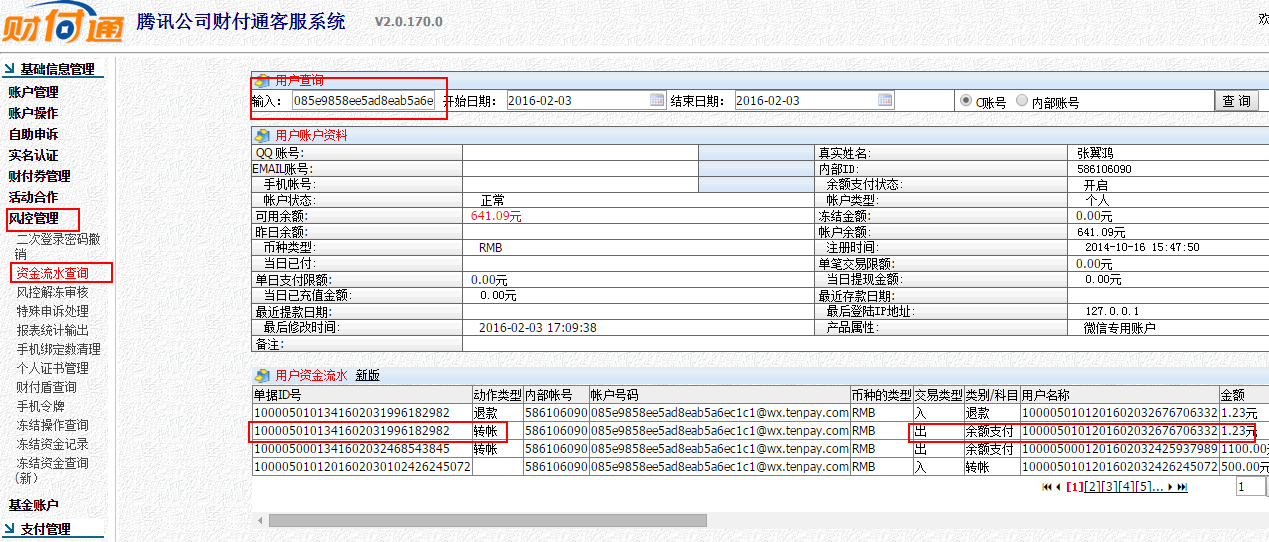 财付通 腾讯公司财付通客服系统 V2.0.170.0 欢
基础信息管理
账户管理
账户操作
自助申诉
实名认证
财付券管理
活动合作
风控管理
二次登录密码撤
销
资金流水查询
风控解冻审核
特殊申诉处理
报表统计输出
手机绑定数清理
个人证书管理
财付盾查询
手机令牌
冻结操作查询
冻结资金记录
冻结资金查询
(新)
基金账户
支付管理
用户查询
输入: 085e9858ee5ad8eab5a6e 开始日期: 2016-02-03 结束日期: 2016-02-03 C账号 内部账号 查 询
用户账户资料
QQ账号: 真实姓名: 张翼鸿
EMAIL账号: 内部ID: 586106090
手机帐号: 余额支付状态: 开启
帐户状态: 正常 帐户类型: 个人
可用余额: 641.09元 冻结金额: 0.00元
昨日余额: 帐户余额: 641.09元
币种类型: RMB 注册时间: 2014-10-16 15:47:50
当日已付: 单笔交易限额: 0.00元
单日支付限额: 0.00元 当日提现金额: 0.00元
当日已充值金额: 0.00元 最近存款日期:
最近提款日期: 最后登陆IP地址: 127.0.0.1
最后修改时间: 2016-02-03 17:09:38 产品属性: 微信专用账户
备注:
用户资金流水 新版
单据ID号 动作类型 内部帐号 帐户号码 币种的类型 交易类型 类别/科目 用户名称 金额
1000050101341602031996182982 退款 586106090 085e9858ee5ad8eab5a6ec1c1@wx.tenpay.com RMB 入 退款 1000050101201602032676706332 1.23元
1000050101341602031996182982 转帐 586106090 085e9858ee5ad8eab5a6ec1c1@wx.tenpay.com RMB 出 余额支付 1000050101201602032676706332 1.23元
1000050001341602032468543845 转帐 586106090 085e9858ee5ad8eab5a6ec1c1@wx.tenpay.com RMB 出 余额支付 1000050001201602032425937989 1100.00
1000050101201602030102426245072 586106090 085e9858ee5ad8eab5a6ec1c1@wx.tenpay.com RMB 入 转帐 1000050101201602032426245072 500.00元
[1][2][3][4][5]... 1